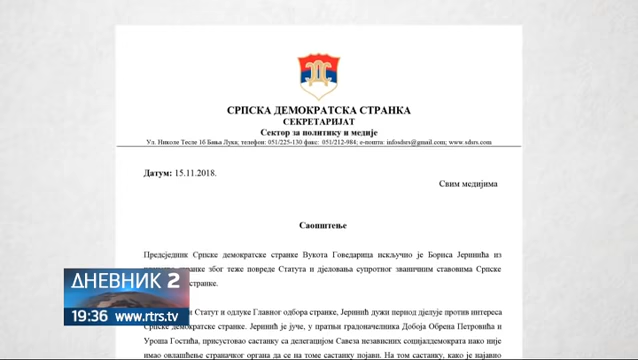 СРПСКА ДЕМОКРАТСКА СТРАНКА
СЕКРЕТАРИЈАТ
Сектор за политику и медије
Ул. Николе Тесле 1б Бања Лука; телефон: 051/225-130 факс: 051/212-984; е-пошта: infosdsrs@gmail.com; www.sdsrs.com
Датум: 15.11.2018.
Свим медијима
Саопштење
Предсједник Српске демократске странке Вукота Говедарица искључио је Бориса Јеринића из
странке због теже повреде Статута и дјеловања супротног званичним ставовима Српске
странке.
и Статут и одлуке Главног одбора странке, Јеринић дужи период дјелује против интереса
Српске демократске странке. Јеринић је јуче, у пратњи градоначелника Добоја Обрена Петровића и
Уроша Гостића, присуствовао састанку са делегацијом Савеза независних социјалдемократа иако није
имао овлашћење страначког органа да се на томе састанку појави. На том састанку, како је најавио
ДНЕВНИК 2
19:36 www.rtrs.tv